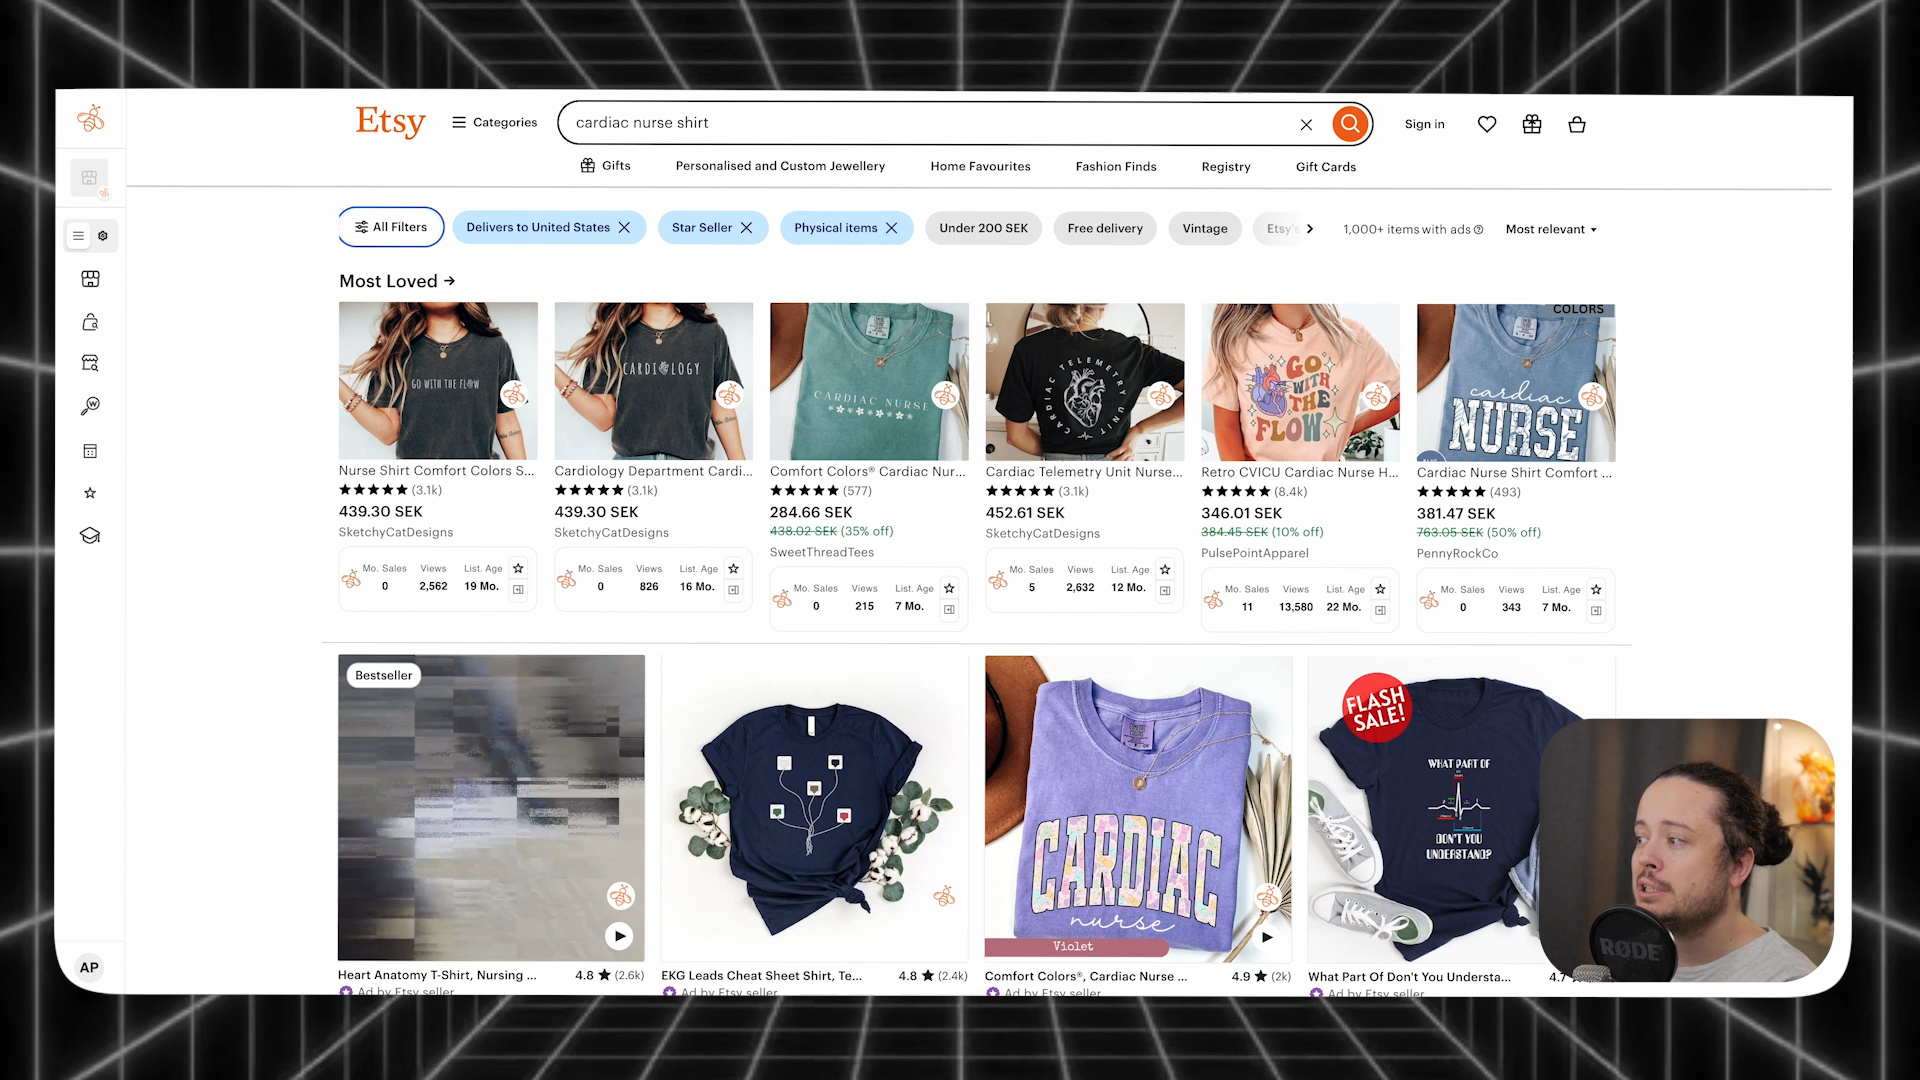 Etsy
Categories
cardiac nurse shirt
Sign in
Gifts
Personalised and Custom Jewellery
Home Favourites
Fashion Finds
Registry
Gift Cards
All Filters
Delivers to United States
Star Seller
Physical items
Under 200 SEK
Free delivery
Vintage
Etsy's
1,000+ items with ads
Most relevant
Most Loved
GO WITH THE FLOW
CARDIOLOGY
CARDIAC NURSE
CARDIAC TELEMETRY UNIT
GO WITH THE FLOW
COLORS
cardiac
NURSE
Nurse Shirt Comfort Colors S...
(3.1k)
439.30 SEK
SketchyCatDesigns
Mo. Sales Views List. Age
0 2,562 19 Mo.
Cardiology Department Cardi...
(3.1k)
439.30 SEK
SketchyCatDesigns
Mo. Sales Views List. Age
0 826 16 Mo.
Comfort Colors® Cardiac Nur...
(577)
284.66 SEK
438.02 SEK (35% off)
SweetThreadTees
Mo. Sales Views List. Age
0 215 7 Mo.
Cardiac Telemetry Unit Nurse...
(3.1k)
452.61 SEK
SketchyCatDesigns
Mo. Sales Views List. Age
5 2,632 12 Mo.
Retro CVICU Cardiac Nurse H...
(8.4k)
346.01 SEK
384.45 SEK (10% off)
PulsePointApparel
Mo. Sales Views List. Age
11 13,580 22 Mo.
Cardiac Nurse Shirt Comfort ...
(493)
381.47 SEK
763.05 SEK (50% off)
PennyRockCo
Mo. Sales Views List. Age
0 343 7 Mo.
Bestseller
CARDIAC
nurse
Violet
FLASH
SALE!
WHAT PART OF
DON'T YOU
UNDERSTAND?
RØDE
AP
Heart Anatomy T-Shirt, Nursing ...
4.8 (2.6k)
Ad by Etsy seller
EKG Leads Cheat Sheet Shirt, Te...
4.8 (2.4k)
Ad by Etsy seller
Comfort Colors®, Cardiac Nurse ...
4.9 (2k)
Ad by Etsy seller
What Part Of Don't You Understa...
4.7
Ad by Etsy seller